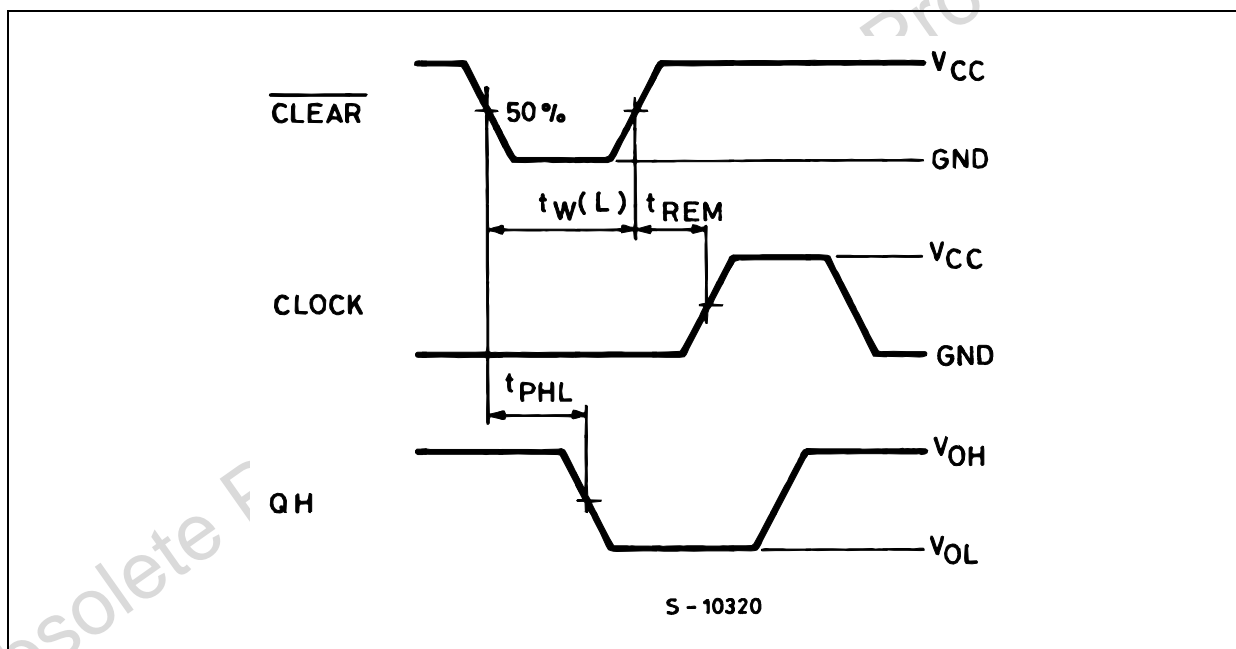 VCC
CLEAR
50%
GND
tW(L)
tREM
VCC
CLOCK
GND
tPHL
VOH
QH
VOL
S-10320